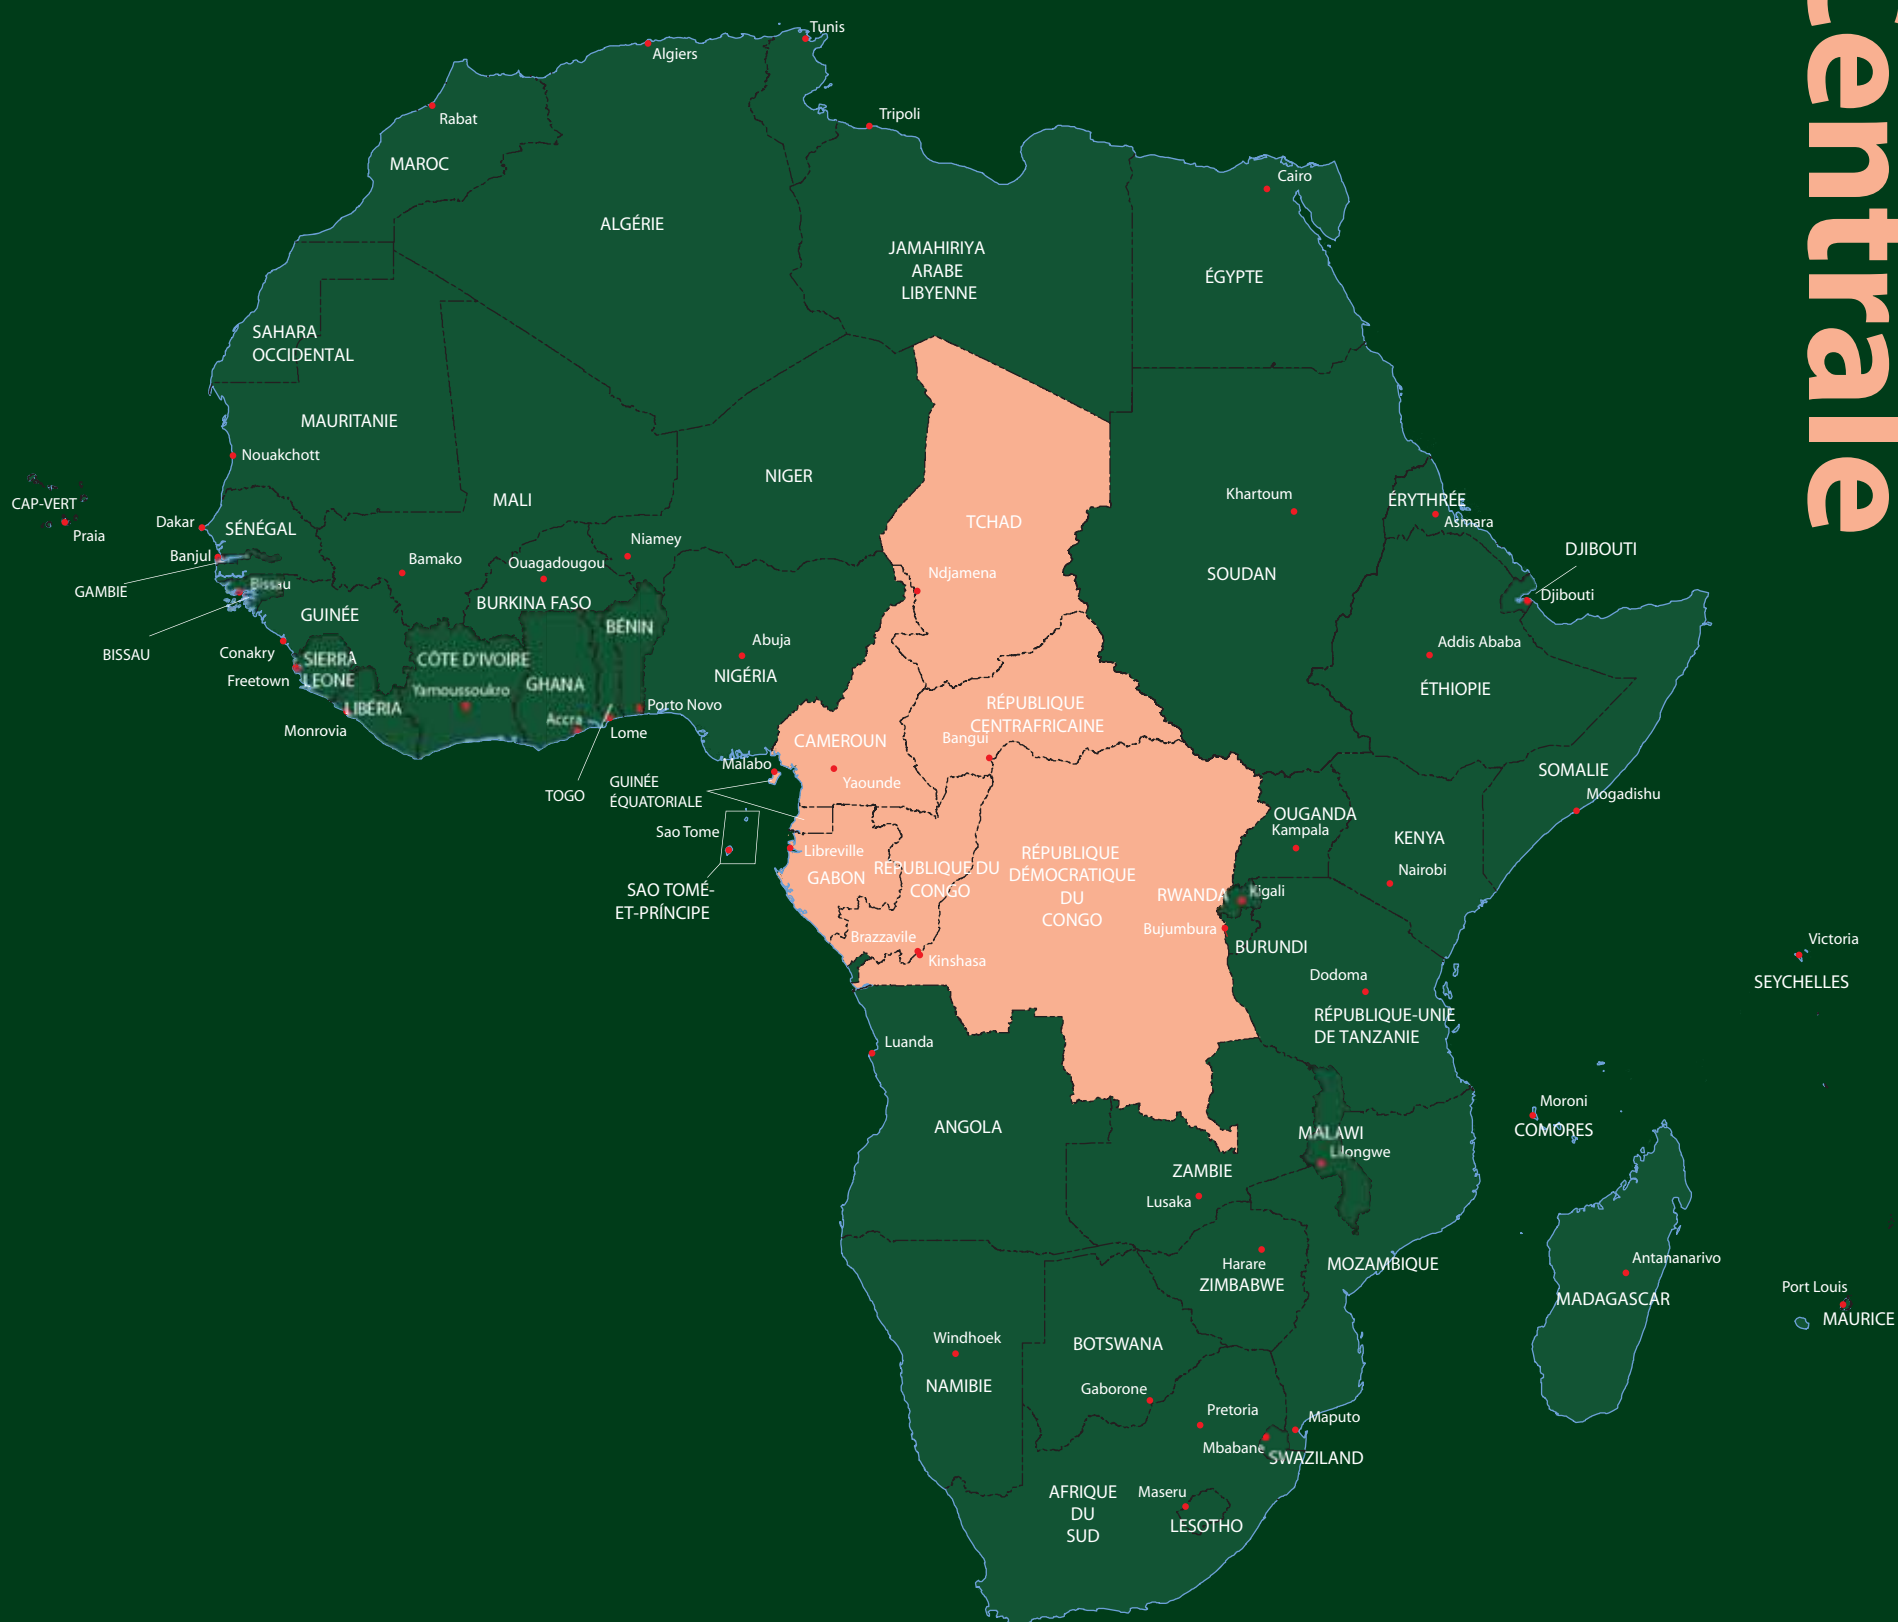 Tunis
Algiers
Tripoli
Rabat
MAROC
Cairo
ALGÉRIE
JAMAHIRIYA
ARABE
LIBYENNE
ÉGYPTE
SAHARA
OCCIDENTAL
MAURITANIE
Nouakchott
NIGER
MALI
CAP-VERT
Praia
Dakar
SÉNÉGAL
Banjul
GAMBIE
Bissau
BISSAU
GUINÉE
Conakry
Freetown
SIERRA
LEONE
LIBÉRIA
Monrovia
Bamako
Ouagadougou
Niamey
BURKINA FASO
BÉNIN
CÔTE D'IVOIRE
Yamoussoukro
GHANA
Accra
Lome
TOGO
Porto Novo
Abuja
NIGÉRIA
TCHAD
Ndjamena
Khartoum
SOUDAN
ÉRYTHRÉE
Asmara
DJIBOUTI
Djibouti
Addis Ababa
ÉTHIOPIE
RÉPUBLIQUE
CENTRAFRICAINE
Bangui
CAMEROUN
Yaounde
Malabo
GUINÉE
ÉQUATORIALE
Sao Tome
SAO TOMÉ-
ET-PRÍNCIPE
Libreville
GABON
RÉPUBLIQUE DU
CONGO
Brazzavile
Kinshasa
RÉPUBLIQUE
DÉMOCRATIQUE
DU
CONGO
RWANDA
Kigali
Bujumbura
BURUNDI
OUGANDA
Kampala
KENYA
Nairobi
SOMALIE
Mogadishu
Dodoma
RÉPUBLIQUE-UNIE
DE TANZANIE
Victoria
SEYCHELLES
Luanda
ANGOLA
Moroni
COMORES
MALAWI
Lilongwe
ZAMBIE
Lusaka
Harare
ZIMBABWE
MOZAMBIQUE
Antananarivo
MADAGASCAR
Port Louis
MAURICE
Windhoek
NAMIBIE
BOTSWANA
Gaborone
Pretoria
Maputo
Mbabane
SWAZILAND
AFRIQUE
DU
SUD
Maseru
LESOTHO
centrale